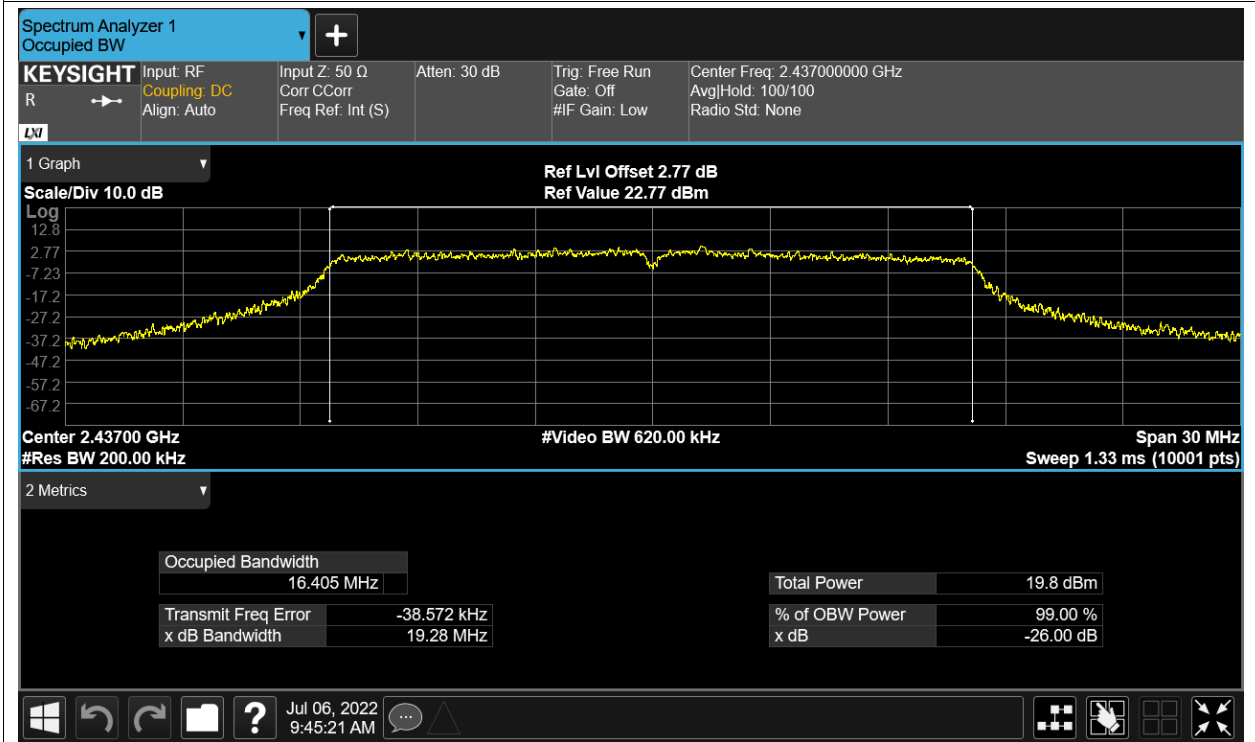 Spectrum Analyzer 1
Occupied BW
KEYSIGHT Input: RF Input Z: 50 Ω Atten: 30 dB Trig: Free Run Center Freq: 2.437000000 GHz
R Coupling: DC Corr CCorr Gate: Off Avg|Hold: 100/100
Align: Auto Freq Ref: Int (S) #IF Gain: Low Radio Std: None
LXI
1 Graph
Ref Lvl Offset 2.77 dB
Scale/Div 10.0 dB Ref Value 22.77 dBm
Log
12.8
2.77
-7.23
-17.2
-27.2
-37.2
-47.2
-57.2
-67.2
Center 2.43700 GHz #Video BW 620.00 kHz Span 30 MHz
#Res BW 200.00 kHz Sweep 1.33 ms (10001 pts)
2 Metrics
Occupied Bandwidth
16.405 MHz Total Power 19.8 dBm
Transmit Freq Error -38.572 kHz % of OBW Power 99.00 %
x dB Bandwidth 19.28 MHz x dB -26.00 dB
? Jul 06, 2022
9:45:21 AM